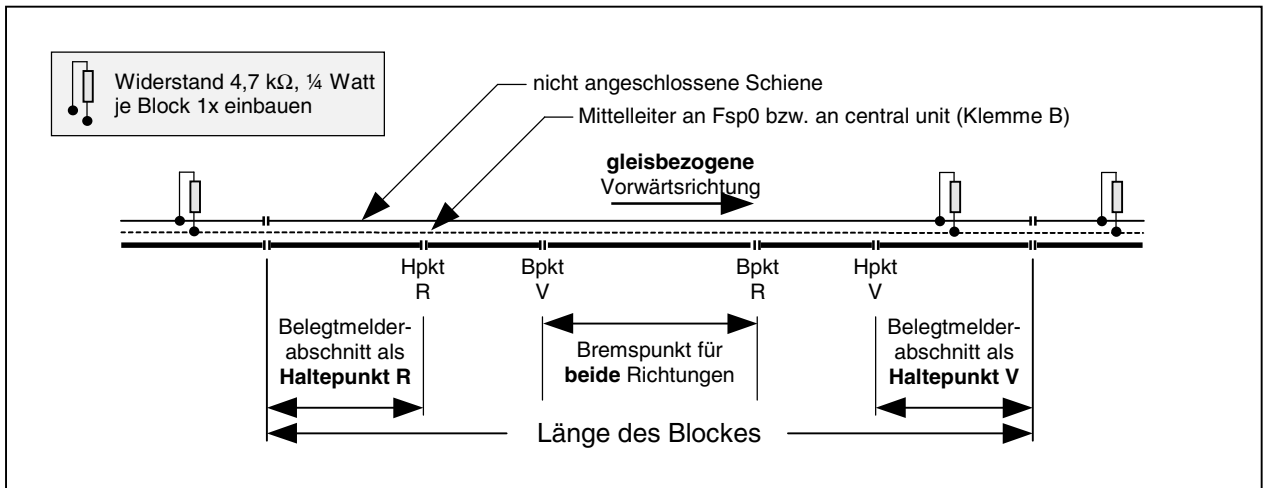 Widerstand 4,7 kΩ, ¼ Watt
je Block 1x einbauen
nicht angeschlossene Schiene
Mittelleiter an Fsp0 bzw. an central unit (Klemme B)
gleisbezogene
Vorwärtsrichtung
Hpkt
R
Bpkt
V
Bpkt
R
Hpkt
V
Belegtmelder-
abschnitt als
Haltepunkt R
Bremspunkt für
beide Richtungen
Belegtmelder-
abschnitt als
Haltepunkt V
Länge des Blockes